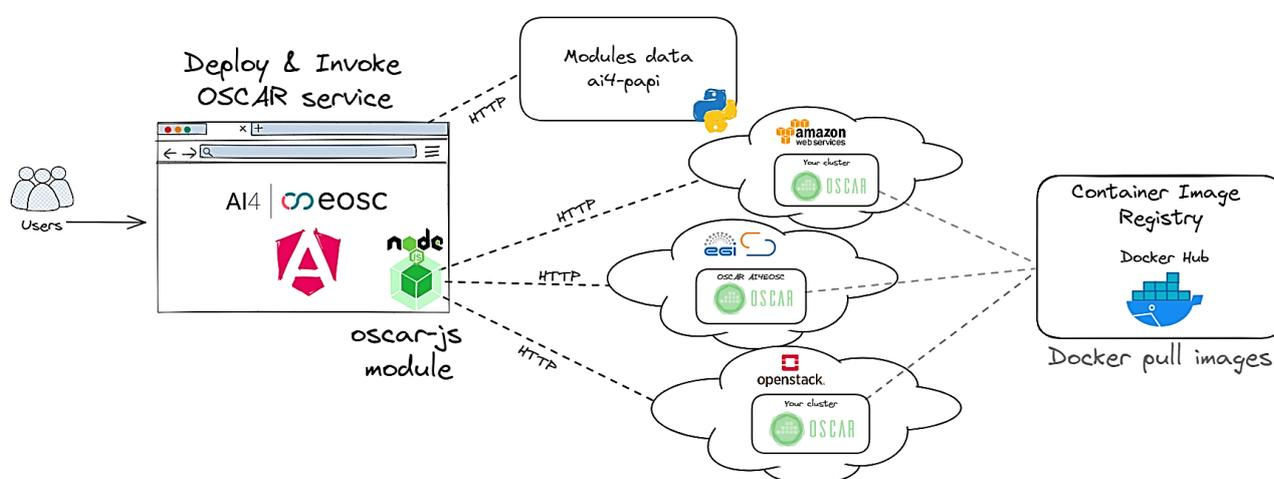 Deploy & Invoke
OSCAR service
Users
AI4 eosc
node
JS
oscar-js
module
HTTP
Modules data
ai4-papi
HTTP
HTTP
HTTP
amazon
web services
Your cluster
OSCAR
eGI
OSCAR AI4EOSC
OSCAR
openstack.
Your cluster
OSCAR
Container Image
Registry
Docker Hub
Docker pull images